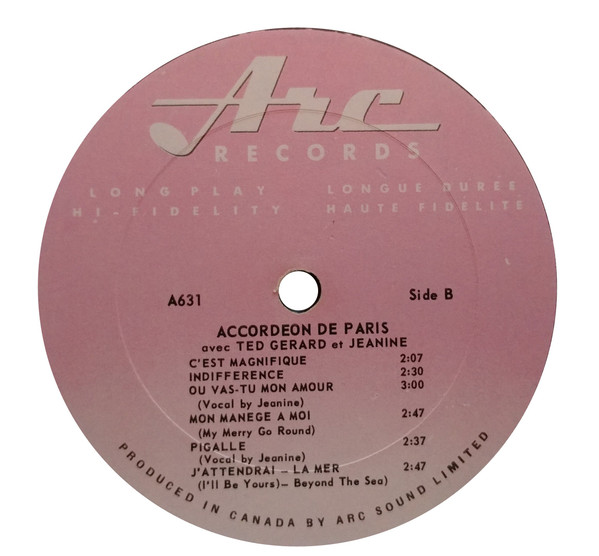 Arc
RECORDS
LONG PLAY LONGUE DUREE
HI-FIDELITY HAUTE FIDELITE
A631 Side B
ACCORDEON DE PARIS
avec TED GERARD et JEANINE
C'EST MAGNIFIQUE 2:07
INDIFFERENCE 2:30
OU VAS-TU MON AMOUR 3:00
(Vocal by Jeanine)
MON MANEGE A MOI 2:47
(My Merry Go Round)
PIGALLE 2:37
(Vocal by Jeanine)
J'ATTENDRAI – LA MER 2:47
(I'll Be Yours) – Beyond The Sea)
PRODUCED IN CANADA BY ARC SOUND LIMITED